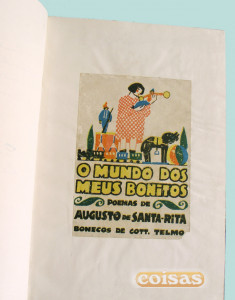 O MUNDO DOS
MEUS BONITOS
POEMAS DE
AUGUSTO DE SANTA-RITA
BONECOS DE COTT. TELMO
coisas